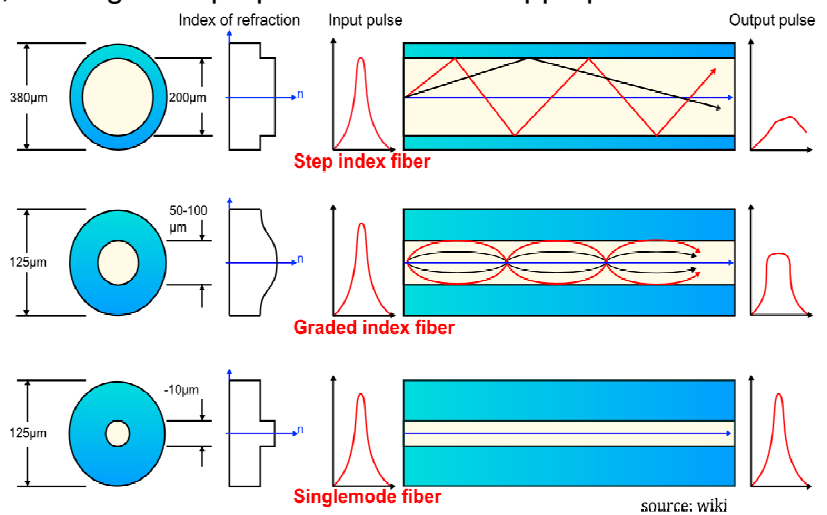 Index of refraction Input pulse Output pulse
380μm 200μm n
Step index fiber
50-100
μm
125μm n
Graded index fiber
-10μm
125μm n
Singlemode fiber
source: wiki